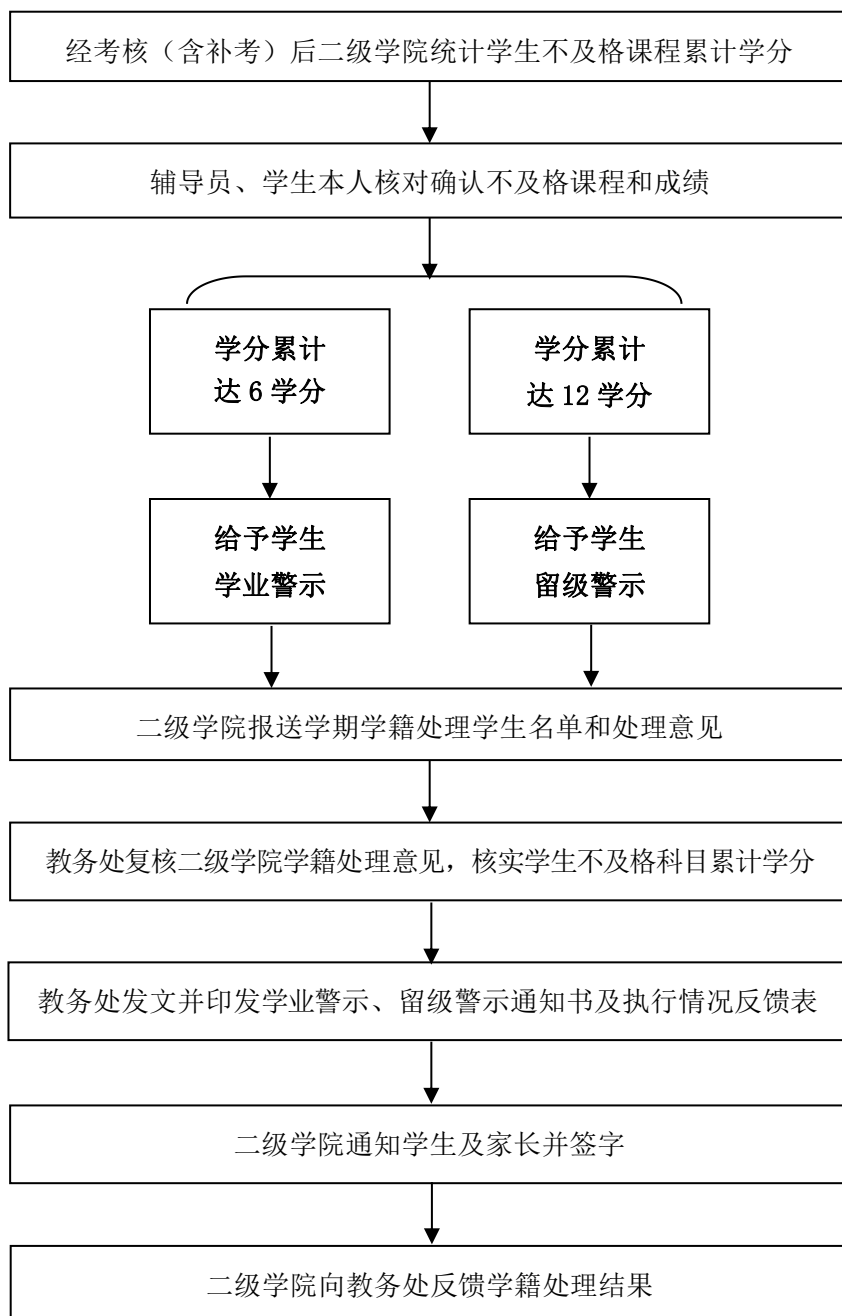 经考核（含补考）后二级学院统计学生不及格课程累计学分
辅导员、学生本人核对确认不及格课程和成绩
学分累计
达 6 学分
学分累计
达 12 学分
给予学生
学业警示
给予学生
留级警示
二级学院报送学期学籍处理学生名单和处理意见
教务处复核二级学院学籍处理意见，核实学生不及格科目累计学分
教务处发文并印发学业警示、留级警示通知书及执行情况反馈表
二级学院通知学生及家长并签字
二级学院向教务处反馈学籍处理结果